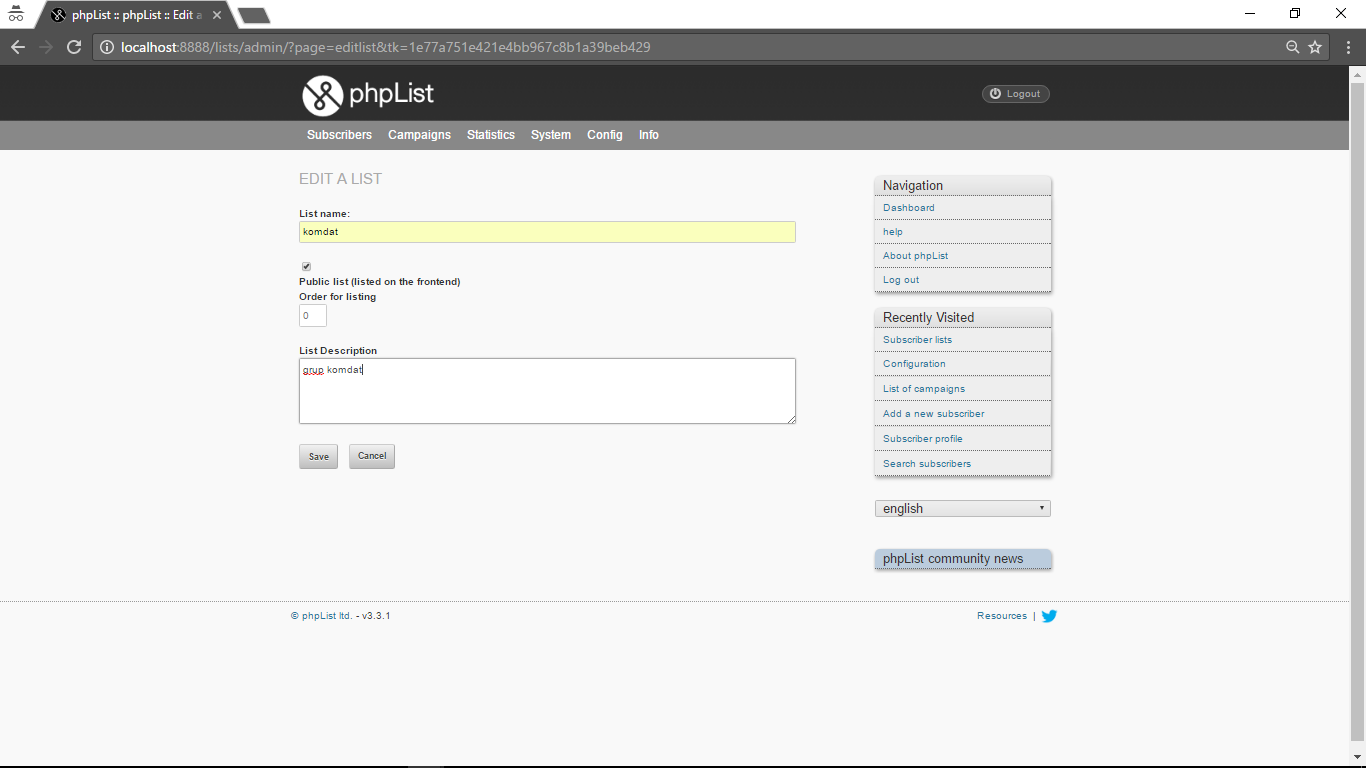 phpList :: phpList :: Edit a
localhost:8888/lists/admin/?page=editlist&tk=1e77a751e421e4bb967c8b1a39beb429
phpList
Logout
Subscribers Campaigns Statistics System Config Info
EDIT A LIST
List name:
komdat
Public list (listed on the frontend)
Order for listing
0
List Description
grup komdat
Save Cancel
Navigation
Dashboard
help
About phpList
Log out
Recently Visited
Subscriber lists
Configuration
List of campaigns
Add a new subscriber
Subscriber profile
Search subscribers
english
phpList community news
© phpList ltd. - v3.3.1
Resources |